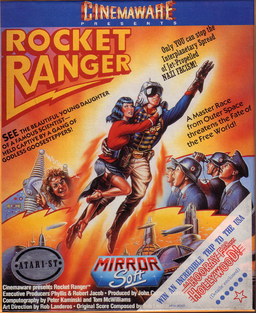 CINEMAWARE
PRESENTS
ROCKET
RANGER
Only YOU can stop the
Interplanetary Spread
of Jet-Propelled
NAZI FACISM!
SEE THE BEAUTIFUL YOUNG DAUGHTER
OF A FAMOUS SCIENTIST—
HELD CAPTIVE BY A GANG OF
GODLESS GOOSESTEPPERS!
A Master Race
from Outer Space
threatens the Fate of
the Free World!
ATARI-ST
MIRROR
Soft
WIN AN INCREDIBLE TRIP TO THE USA
HOLLYWOOD!
Cinemaware presents Rocket Ranger
Executive Producers Phyllis & Robert Jacob • Produced by John C
Computography by Peter Kaminski and Tom McWilliams
Art Direction by Rob Landeros • Original Score Composed by